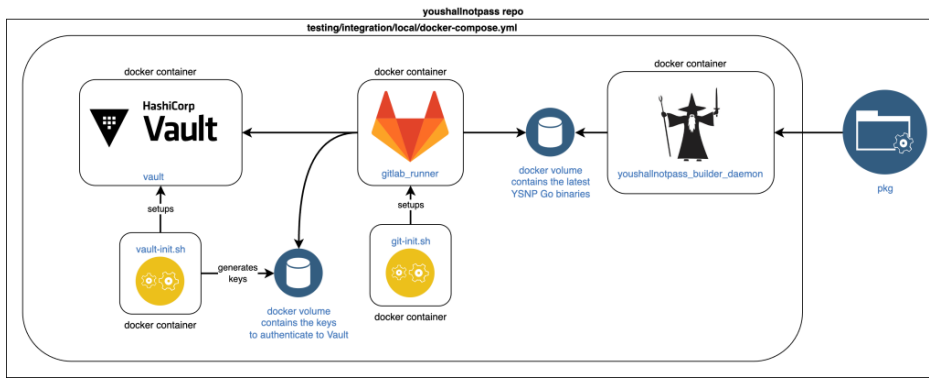 youshallnotpass repo
testing/integration/local/docker-compose.yml
docker container
HashiCorp
Vault
vault
docker container
gitlab_runner
docker container
youshallnotpass_builder_daemon
pkg
docker volume
contains the latest
YSNP Go binaries
setups
setups
vault-init.sh
docker container
generates
keys
docker volume
contains the keys
to authenticate to Vault
git-init.sh
docker container